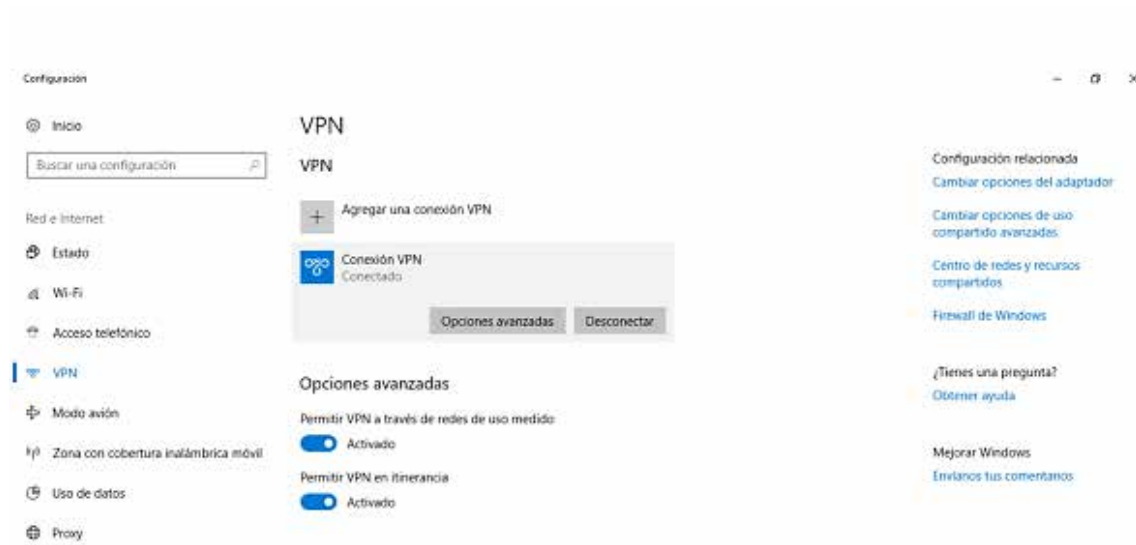 Configuración
Inicio
Buscar una configuración
Red e Internet
Estado
Wi-Fi
Acceso telefónico
VPN
Modo avión
Zona con cobertura inalámbrica móvil
Uso de datos
Proxy
VPN
VPN
Agregar una conexión VPN
Conexión VPN
Conectado
Opciones avanzadas
Desconectar
Opciones avanzadas
Permitir VPN a través de redes de uso medido
Activado
Permitir VPN en itinerancia
Activado
Configuración relacionada
Cambiar opciones del adaptador
Cambiar opciones de uso
compartido avanzadas
Centro de redes y recursos
compartidos
Firewall de Windows
¿Tienes una pregunta?
Obtener ayuda
Mejorar Windows
Envíanos tus comentarios